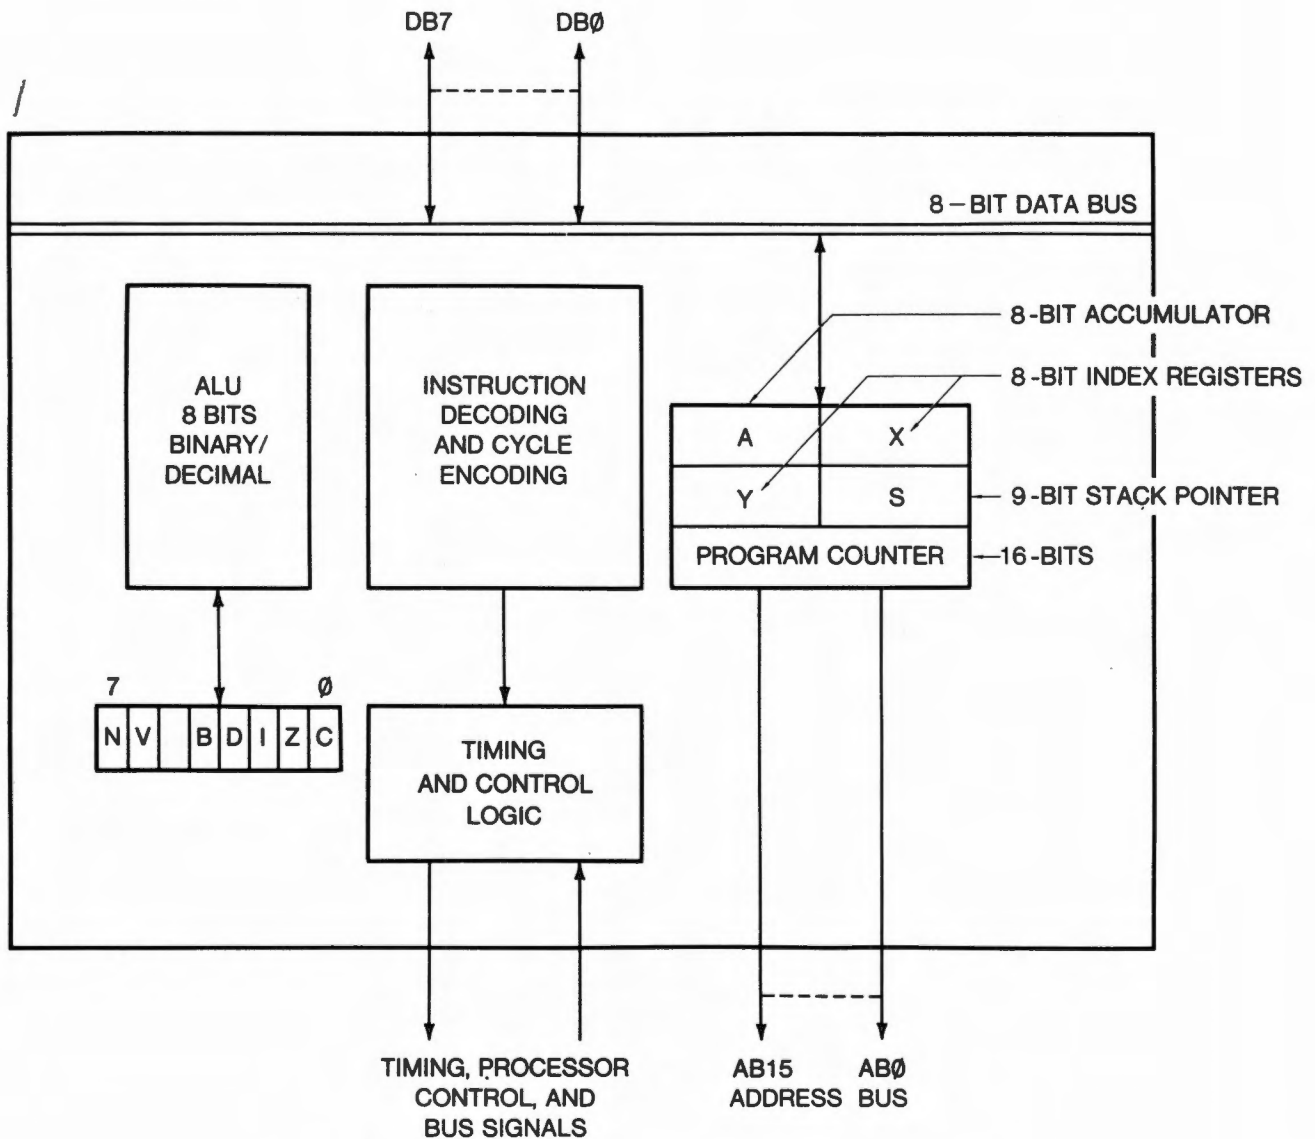 DB7 DBØ
8-BIT DATA BUS
ALU
8 BITS
BINARY/
DECIMAL
INSTRUCTION
DECODING
AND CYCLE
ENCODING
8-BIT ACCUMULATOR
8-BIT INDEX REGISTERS
A X
Y S
9-BIT STACK POINTER
PROGRAM COUNTER
16-BITS
7 Ø
N V B D I Z C
TIMING
AND CONTROL
LOGIC
TIMING, PROCESSOR
CONTROL, AND
BUS SIGNALS
AB15 ABØ
ADDRESS BUS